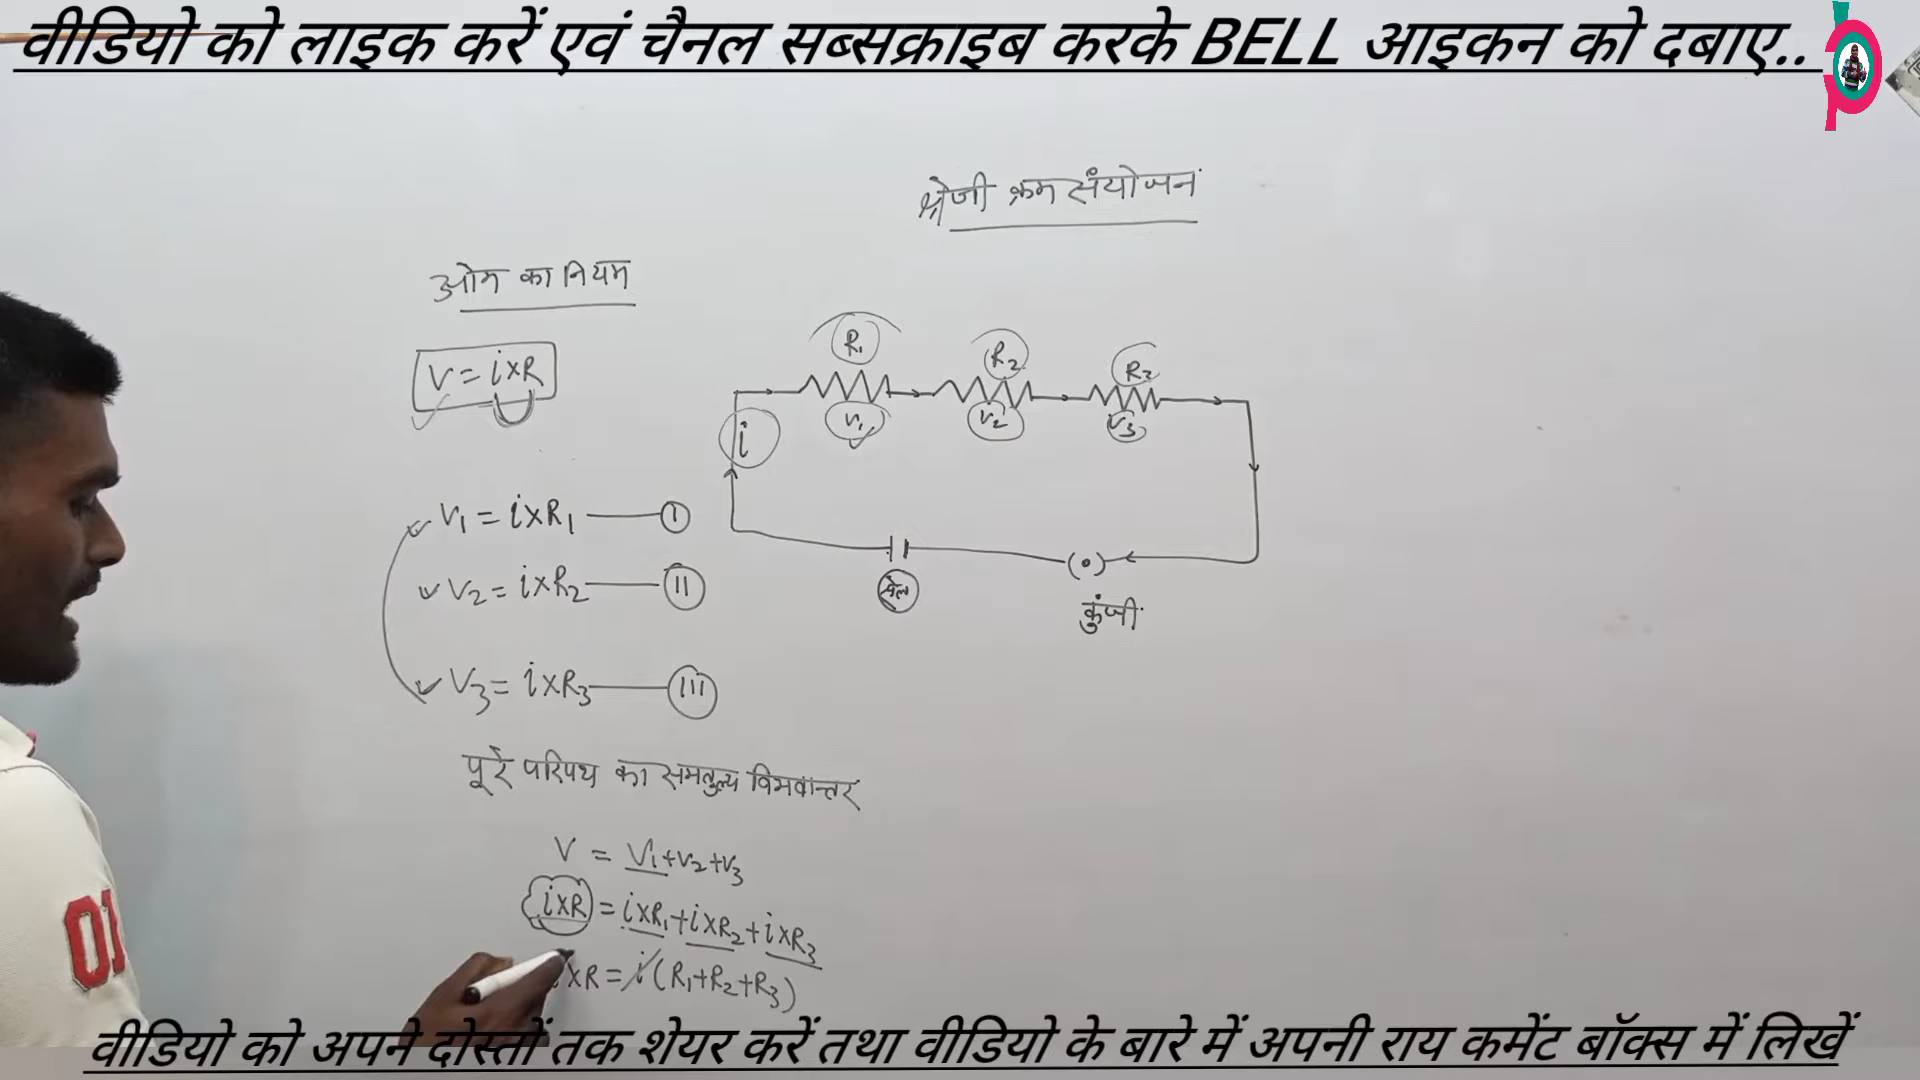 वीडियो को लाइक करें एवं चैनल सब्सक्राइब करके BELL आइकन को दबाए..
श्रेणी क्रम संयोजन
ओम का नियम
V = i×R
R₁ R₂ R₃
V₁ V₂ V₃
i
V₁ = i×R₁ — I
V₂ = i×R₂ — II
V₃ = i×R₃ — III
सेल
कुंजी
पूरे परिपथ का समतुल्य विभवान्तर
V = V₁+V₂+V₃
i×R = i×R₁+i×R₂+i×R₃
i×R = i(R₁+R₂+R₃)
01
वीडियो को अपने दोस्तों तक शेयर करें तथा वीडियो के बारे में अपनी राय कमेंट बॉक्स में लिखें